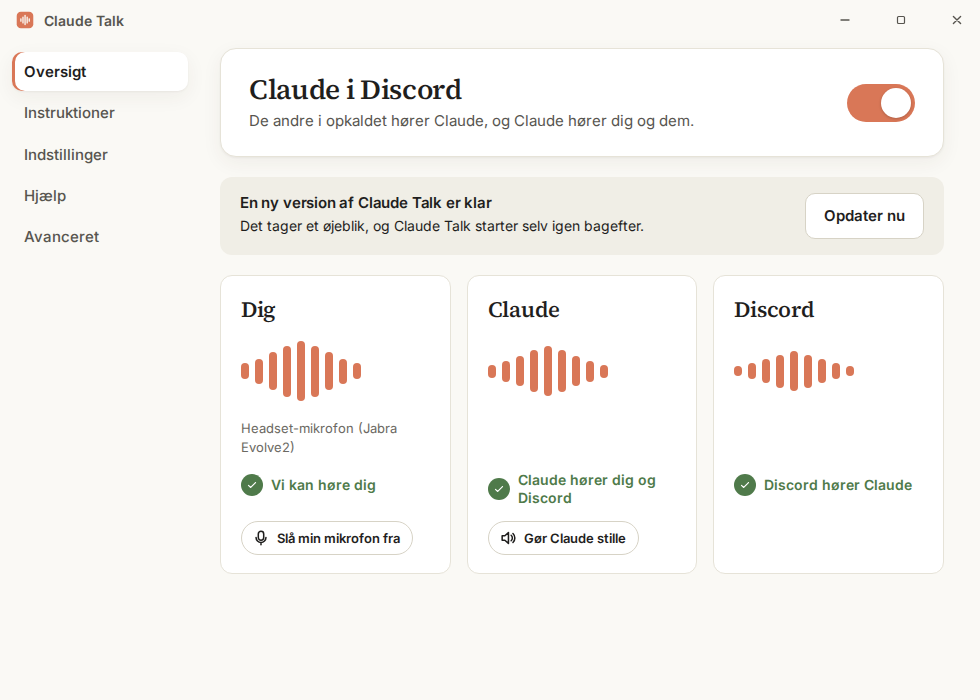 Claude Talk
Oversigt
Instruktioner
Indstillinger
Hjælp
Avanceret
Claude i Discord
De andre i opkaldet hører Claude, og Claude hører dig og dem.
En ny version af Claude Talk er klar
Det tager et øjeblik, og Claude Talk starter selv igen bagefter.
Opdater nu
Dig
Headset-mikrofon (Jabra
Evolve2)
Vi kan høre dig
Slå min mikrofon fra
Claude
Claude hører dig og
Discord
Gør Claude stille
Discord
Discord hører Claude